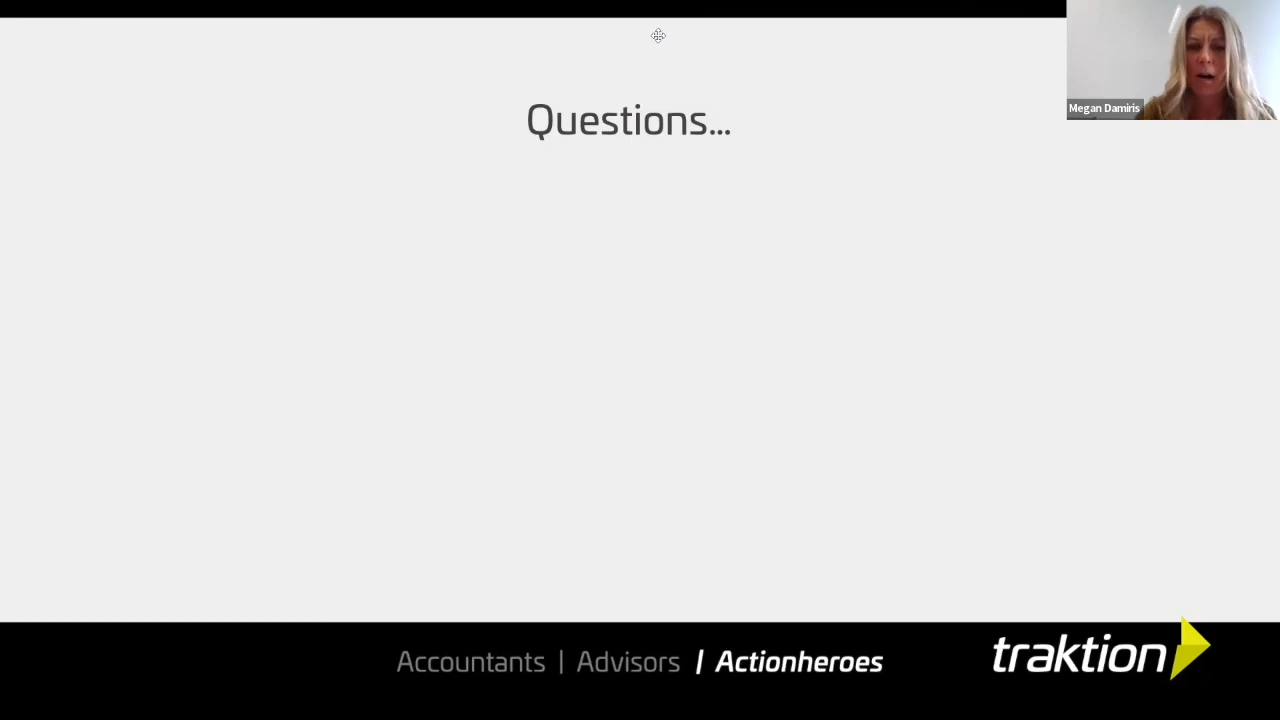 Megan Damiris
Questions...
Accountants | Advisors / Actionheroes
traktion